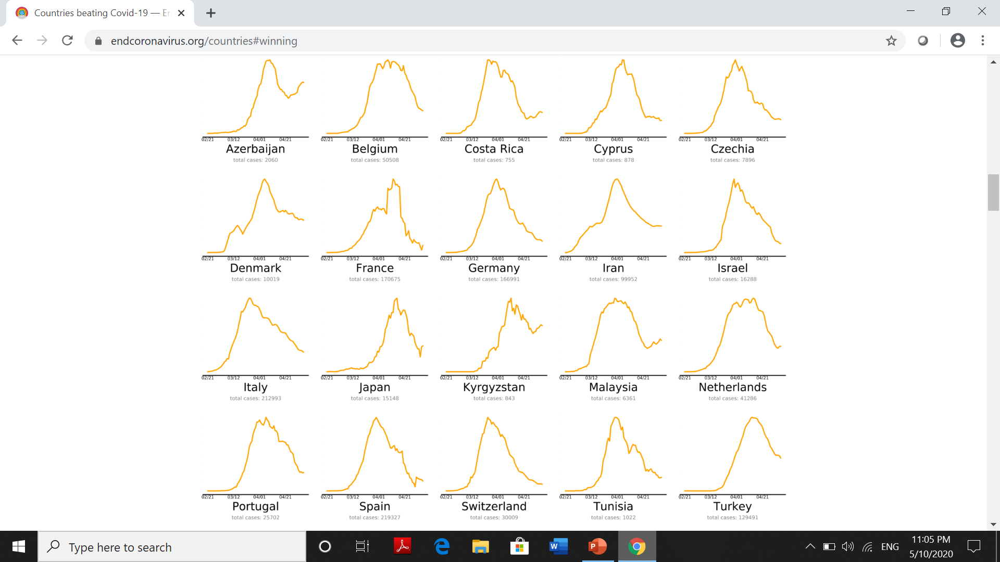 Countries beating Covid-19 — Er
endcoronavirus.org/countries#winning
02/21 03/12 04/01 04/21 02/21 03/12 04/01 04/21 02/21 03/12 04/01 04/21 02/21 03/12 04/01 04/21 02/21 03/12 04/01 04/21
Azerbaijan Belgium Costa Rica Cyprus Czechia
total cases: 2060 total cases: 50508 total cases: 755 total cases: 878 total cases: 7896
02/21 03/12 04/01 04/21 02/21 03/12 04/01 04/21 02/21 03/12 04/01 04/21 02/21 03/12 04/01 04/21 02/21 03/12 04/01 04/21
Denmark France Germany Iran Israel
total cases: 10019 total cases: 170675 total cases: 166991 total cases: 99952 total cases: 16288
02/21 03/12 04/01 04/21 02/21 03/12 04/01 04/21 02/21 03/12 04/01 04/21 02/21 03/12 04/01 04/21 02/21 03/12 04/01 04/21
Italy Japan Kyrgyzstan Malaysia Netherlands
total cases: 212993 total cases: 15148 total cases: 843 total cases: 6361 total cases: 41286
02/21 03/12 04/01 04/21 02/21 03/12 04/01 04/21 02/21 03/12 04/01 04/21 02/21 03/12 04/01 04/21 02/21 03/12 04/01 04/21
Portugal Spain Switzerland Tunisia Turkey
total cases: 25702 total cases: 219327 total cases: 30009 total cases: 1022 total cases: 129491
Type here to search
W
P
ENG
11:05 PM
5/10/2020